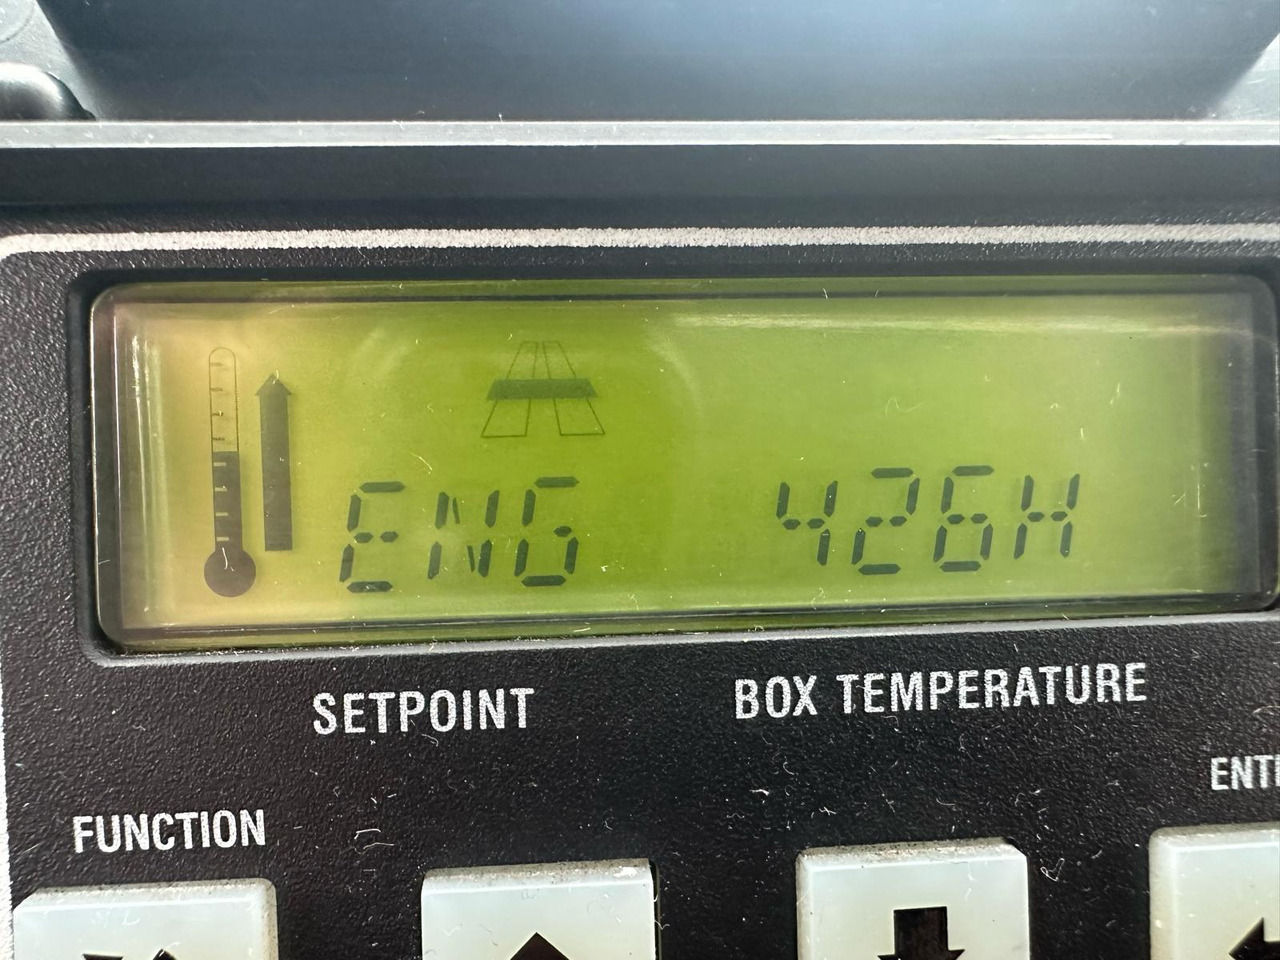 ENG 426H
SETPOINT BOX TEMPERATURE
FUNCTION